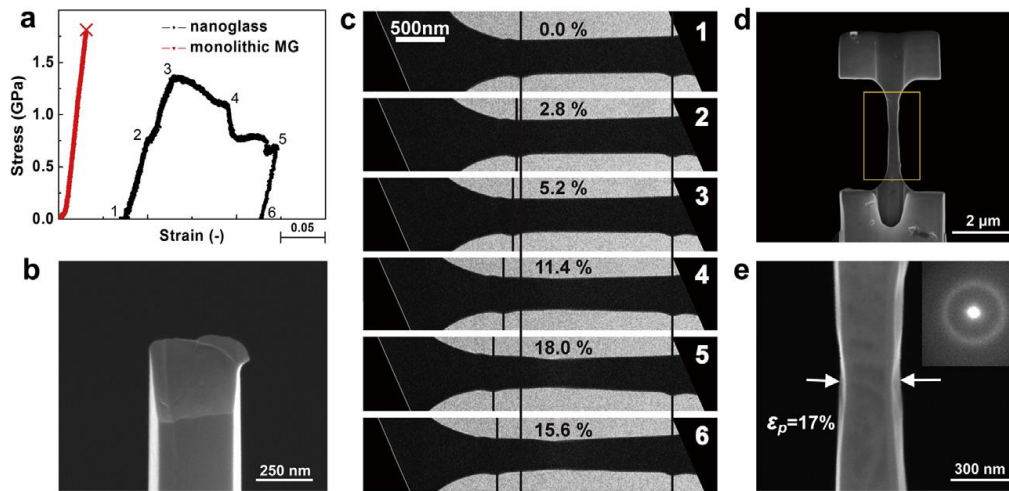 a
nanoglass
monolithic MG
Stress (GPa)
1.5
1.0
0.5
0.0
1
2
3
4
5
6
Strain (-)
0.05
b
250 nm
c
500nm
0.0 %
1
2.8 %
2
5.2 %
3
11.4 %
4
18.0 %
5
15.6 %
6
d
2 µm
e
εp=17%
300 nm